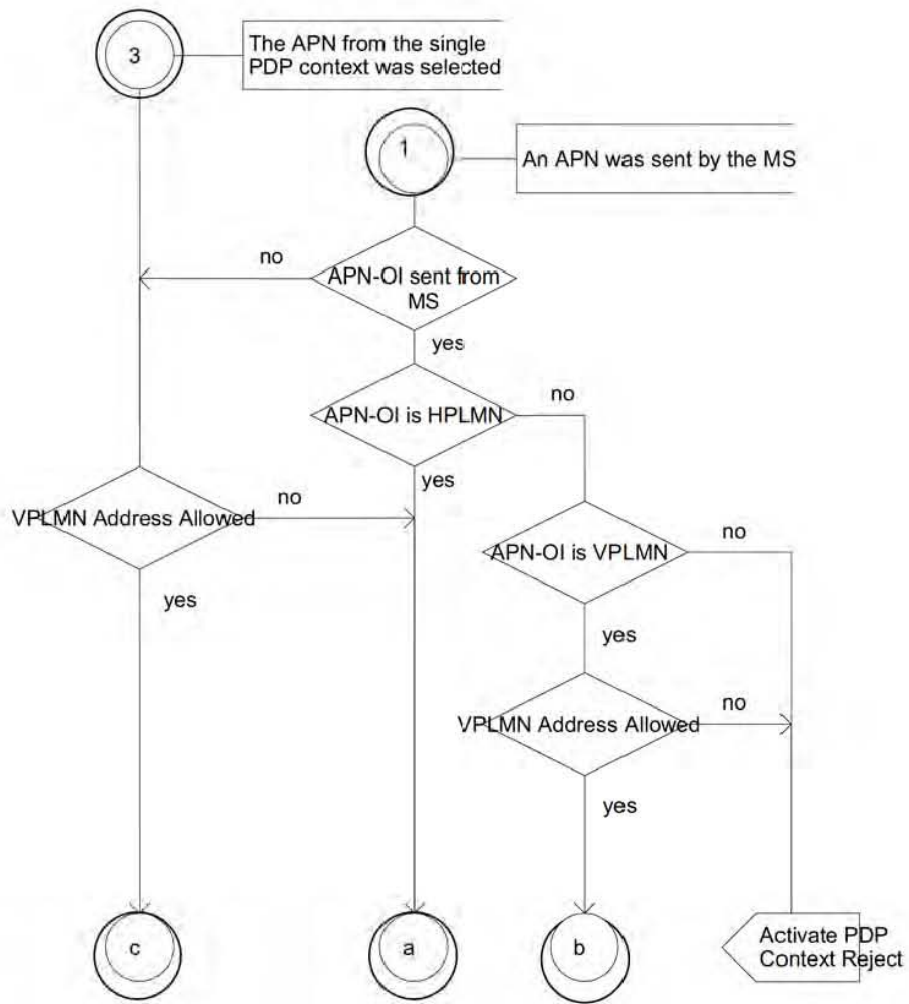 3
The APN from the single
PDP context was selected
1
An APN was sent by the MS
no
APN-OI sent from
MS
yes
APN-OI is HPLMN
no
yes
VPLMN Address Allowed
no
yes
APN-OI is VPLMN
no
yes
VPLMN Address Allowed
no
yes
c
a
b
Activate PDP
Context Reject